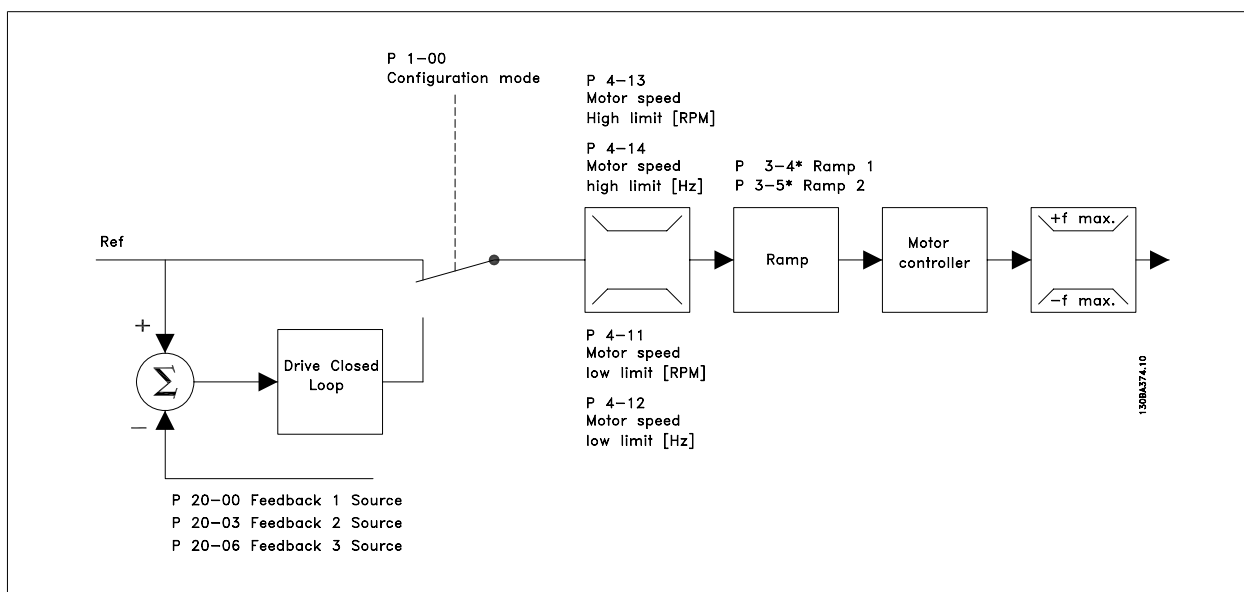 P 1-00
Configuration mode
P 4-13
Motor speed
High limit [RPM]
P 4-14
Motor speed
high limit [Hz]
P 3-4* Ramp 1
P 3-5* Ramp 2
Ref
+f max.
Ramp
Motor
controller
-f max.
+
Drive Closed
Loop
Σ
−
P 4-11
Motor speed
low limit [RPM]
P 4-12
Motor speed
low limit [Hz]
130BA374.10
P 20-00 Feedback 1 Source
P 20-03 Feedback 2 Source
P 20-06 Feedback 3 Source